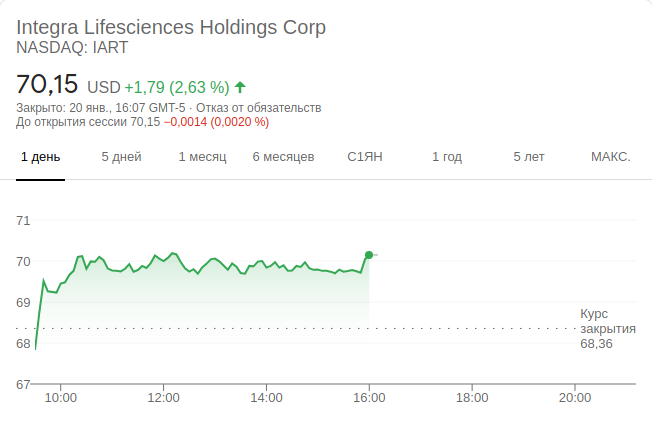 Integra Lifesciences Holdings Corp
NASDAQ: IART
70,15 USD +1,79 (2,63 %)
Закрыто: 20 янв., 16:07 GMT-5 · Отказ от обязательств
До открытия сессии 70,15 −0,0014 (0,0020 %)
1 день 5 дней 1 месяц 6 месяцев С1ЯН 1 год 5 лет МАКС.
71
70
69
Курс
закрытия
68,36
68
67
10:00 12:00 14:00 16:00 18:00 20:00